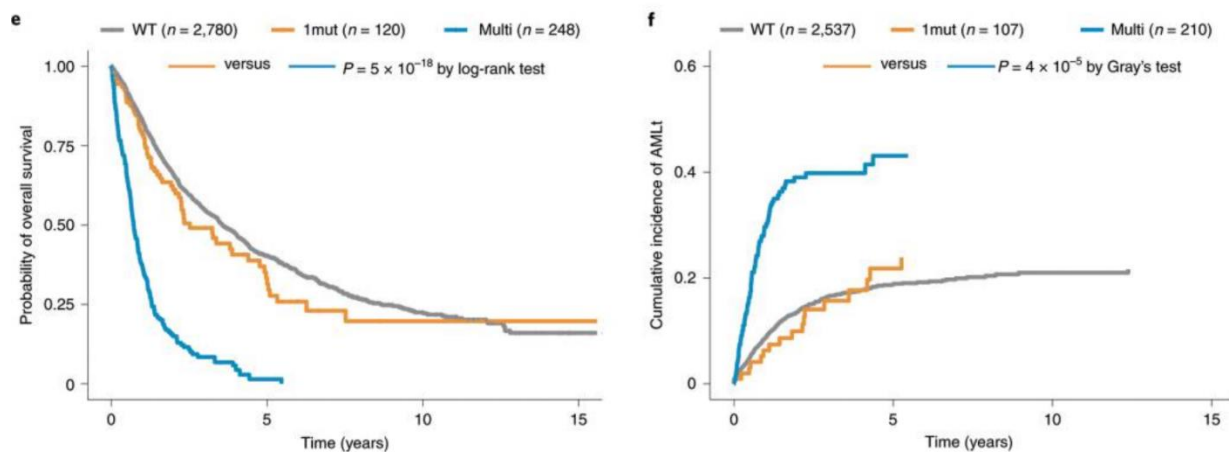 e
WT (n = 2,780) 1mut (n = 120) Multi (n = 248)
versus P = 5 × 10⁻¹⁸ by log-rank test
Probability of overall survival
1.00
0.75
0.50
0.25
0
0 5 10 15
Time (years)
f
WT (n = 2,537) 1mut (n = 107) Multi (n = 210)
versus P = 4 × 10⁻⁵ by Gray's test
Cumulative incidence of AMLt
0.6
0.4
0.2
0
0 5 10 15
Time (years)